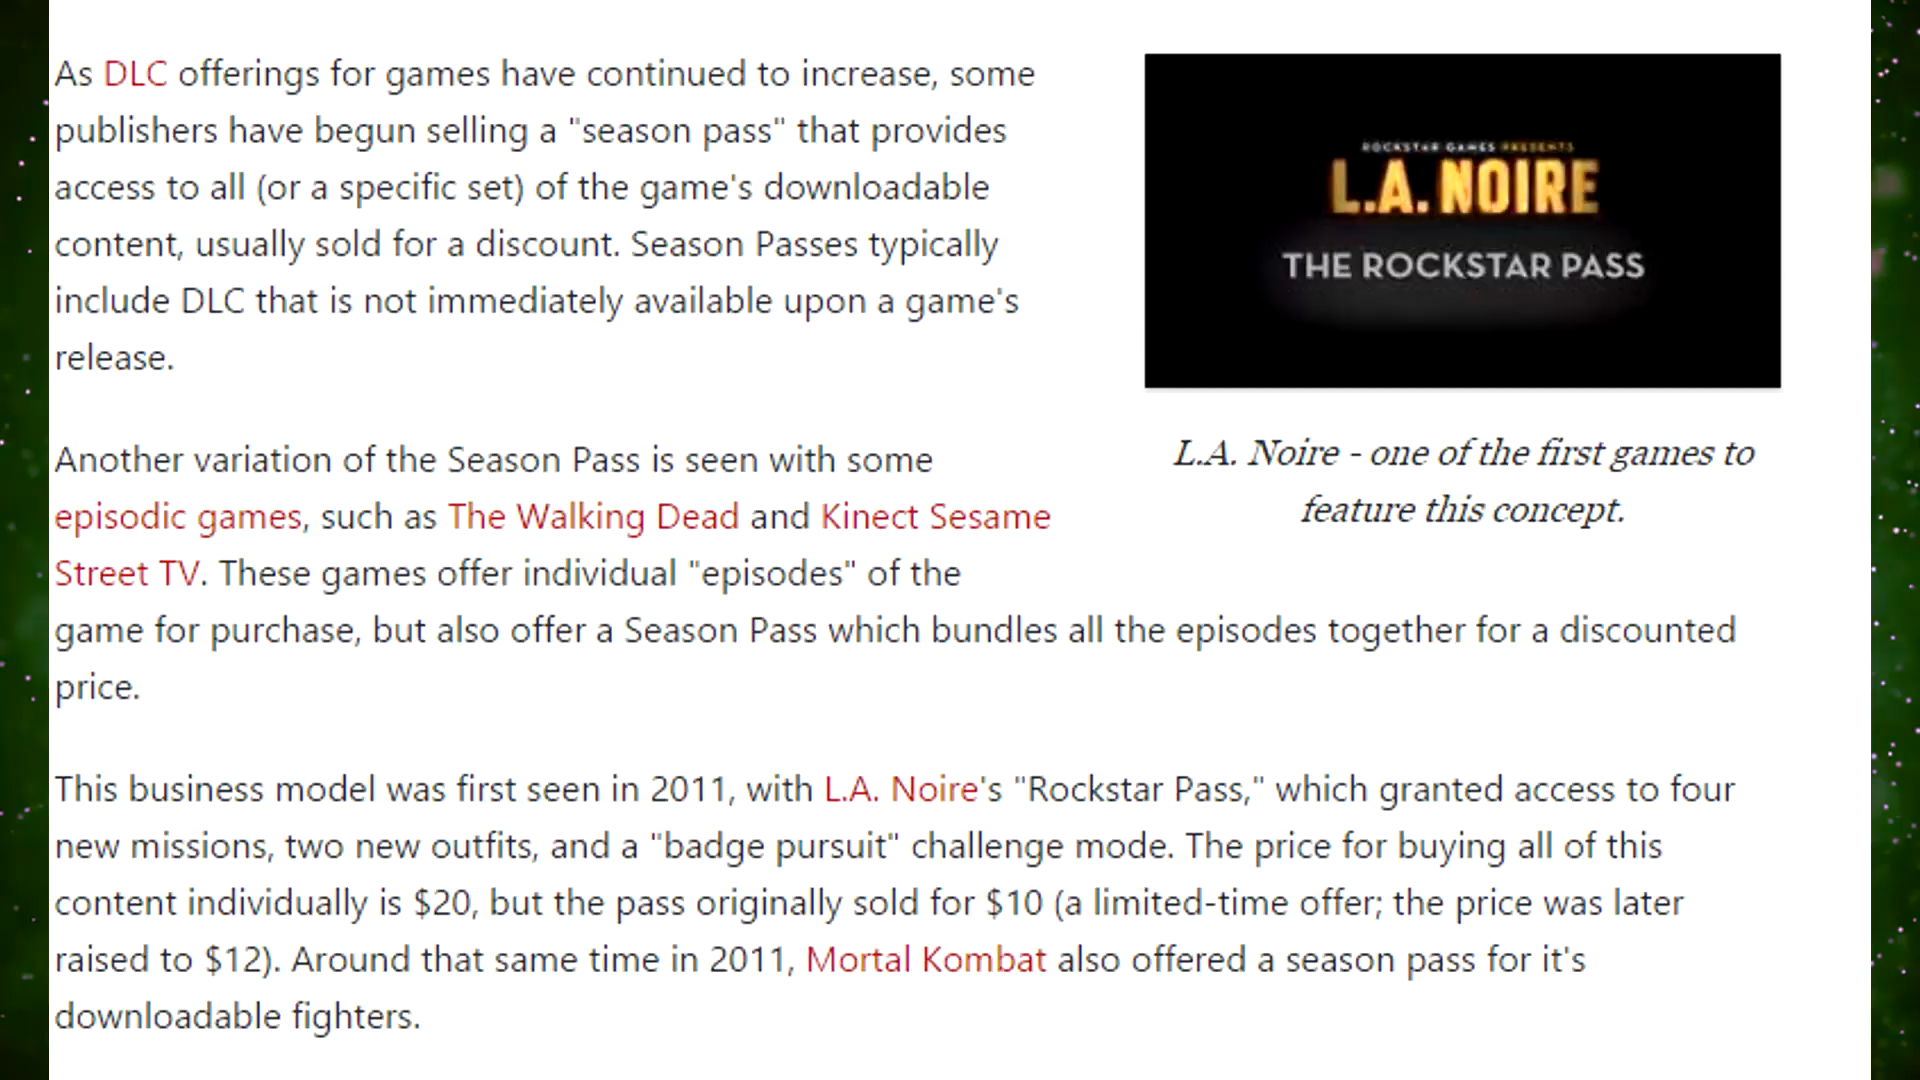 As DLC offerings for games have continued to increase, some
publishers have begun selling a "season pass" that provides
access to all (or a specific set) of the game's downloadable
content, usually sold for a discount. Season Passes typically
include DLC that is not immediately available upon a game's
release.
ROCKSTAR GAMES PRESENTS
L.A. NOIRE
THE ROCKSTAR PASS
L.A. Noire - one of the first games to
feature this concept.
Another variation of the Season Pass is seen with some
episodic games, such as The Walking Dead and Kinect Sesame
Street TV. These games offer individual "episodes" of the
game for purchase, but also offer a Season Pass which bundles all the episodes together for a discounted
price.
This business model was first seen in 2011, with L.A. Noire's "Rockstar Pass," which granted access to four
new missions, two new outfits, and a "badge pursuit" challenge mode. The price for buying all of this
content individually is $20, but the pass originally sold for $10 (a limited-time offer; the price was later
raised to $12). Around that same time in 2011, Mortal Kombat also offered a season pass for it's
downloadable fighters.